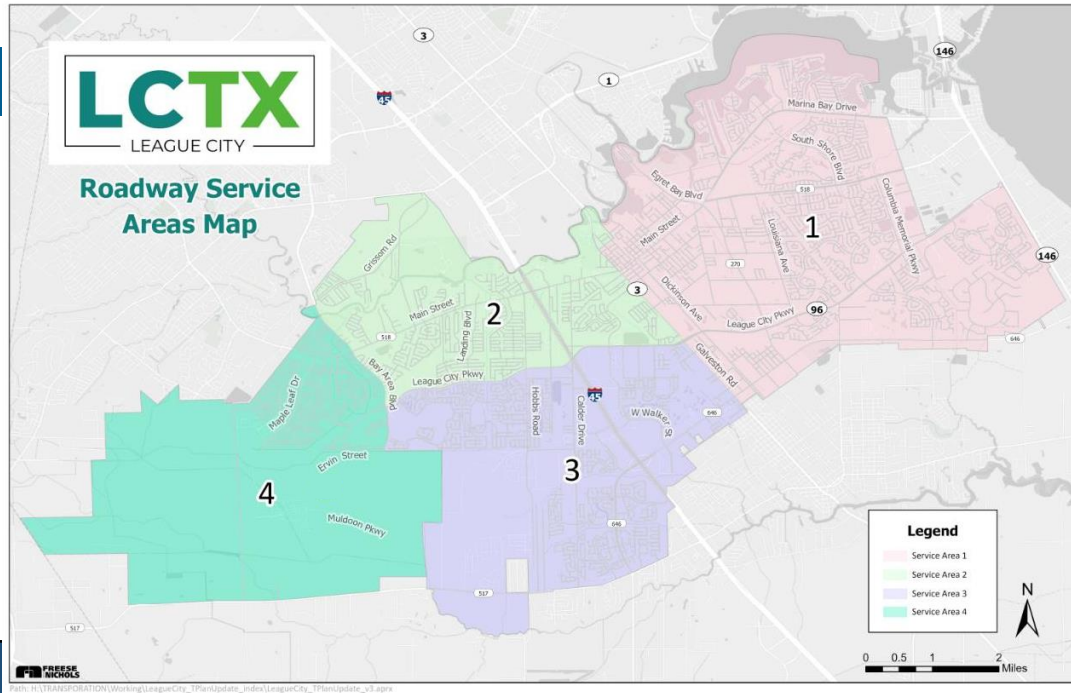 LCTX
LEAGUE CITY
Roadway Service
Areas Map
3
45
1
146
Marina Bay Drive
South Shore Blvd
Egret Bay Blvd
518
Columbia Memorial Pkwy
Main Street
1
Louisiana Ave
146
Grissom Rd
270
3
Dickinson Ave
Main Street
2
96
League City Pkwy
518
Landing Blvd
646
Galveston Rd
Bay Area Blvd
League City Pkwy
Maple Leaf Dr
Hobbs Road
Calder Drive
45
W Walker St
646
Ervin Street
3
4
Muldoon Pkwy
646
517
517
Legend
Service Area 1
Service Area 2
Service Area 3
Service Area 4
N
0 0.5 1 2
Miles
FREESE
NICHOLS
Path: H:\TRANSPORATION\Working\LeagueCity_TPlanUpdate_index\LeagueCity_TPlanUpdate_v3.aprx